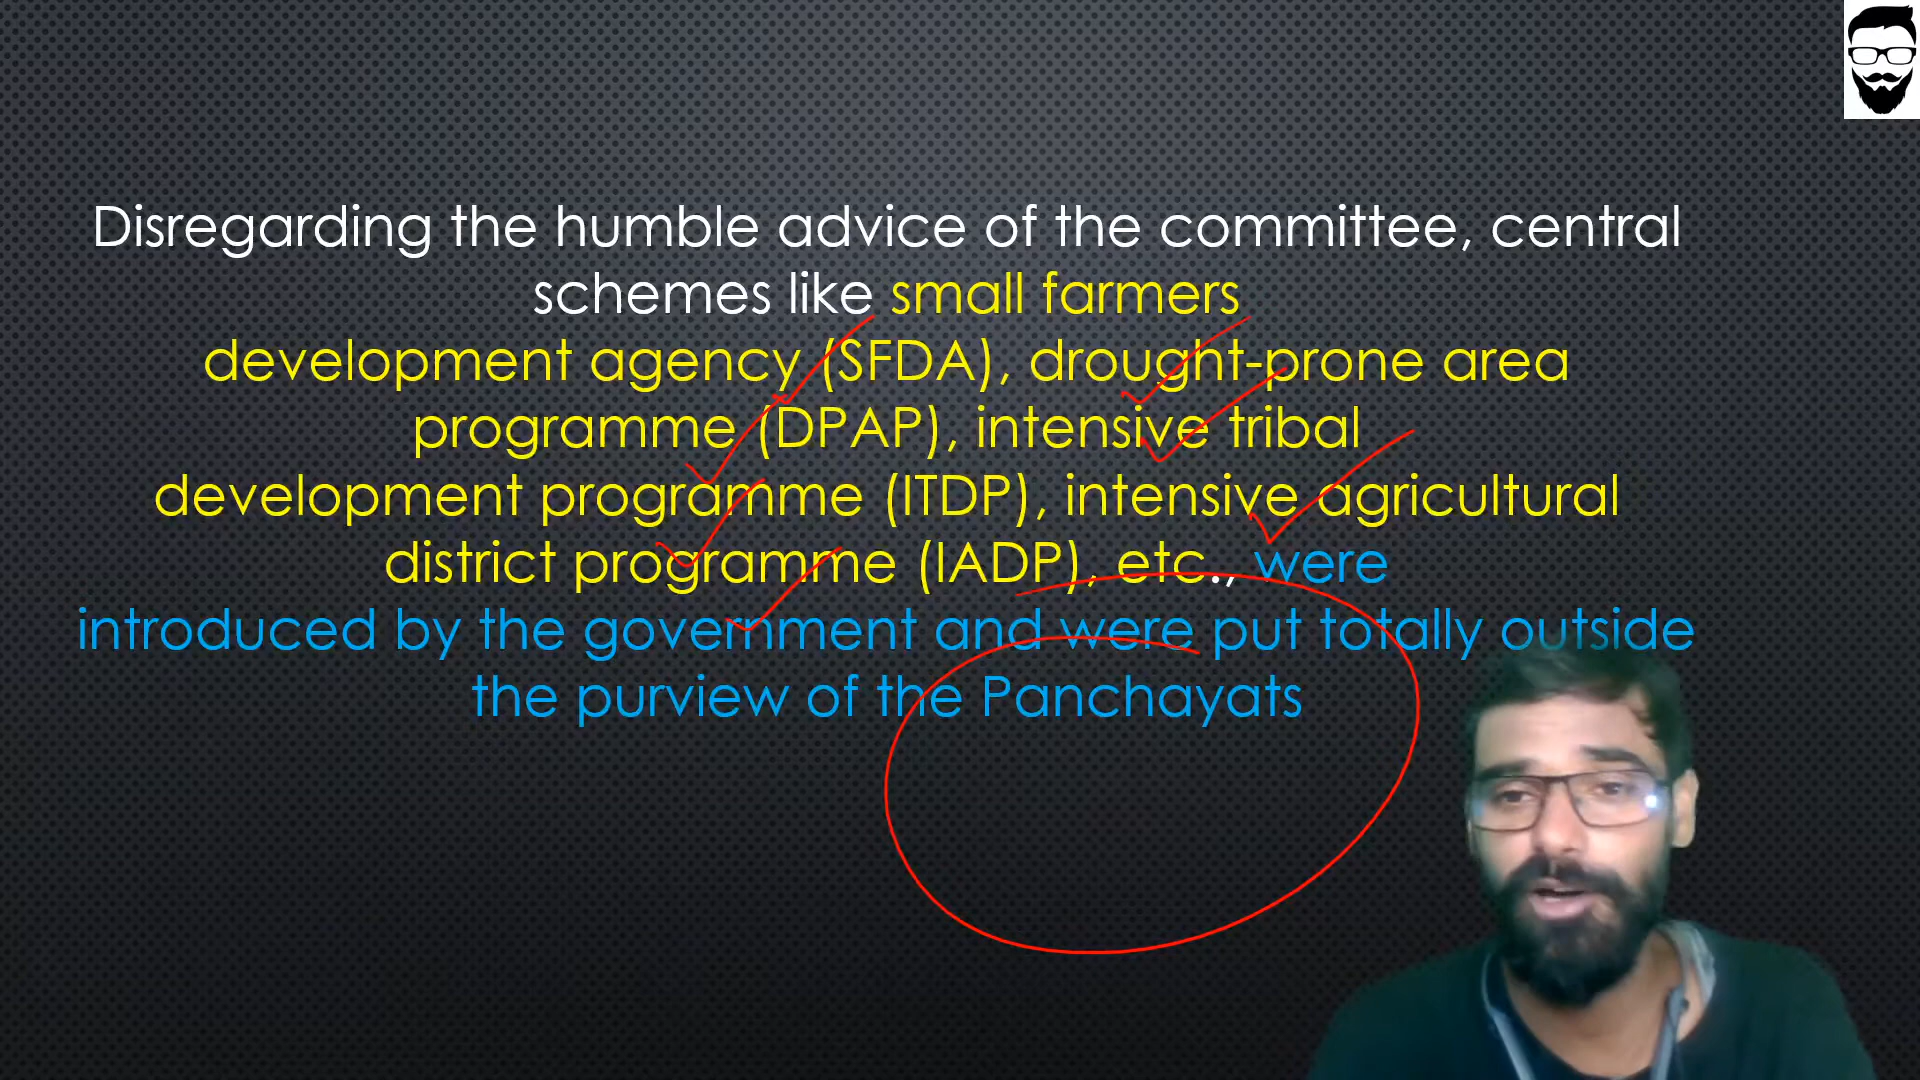 Disregarding the humble advice of the committee, central
schemes like small farmers
development agency (SFDA), drought-prone area
programme (DPAP), intensive tribal
development programme (ITDP), intensive agricultural
district programme (IADP), etc., were
introduced by the government and were put totally outside
the purview of the Panchayats